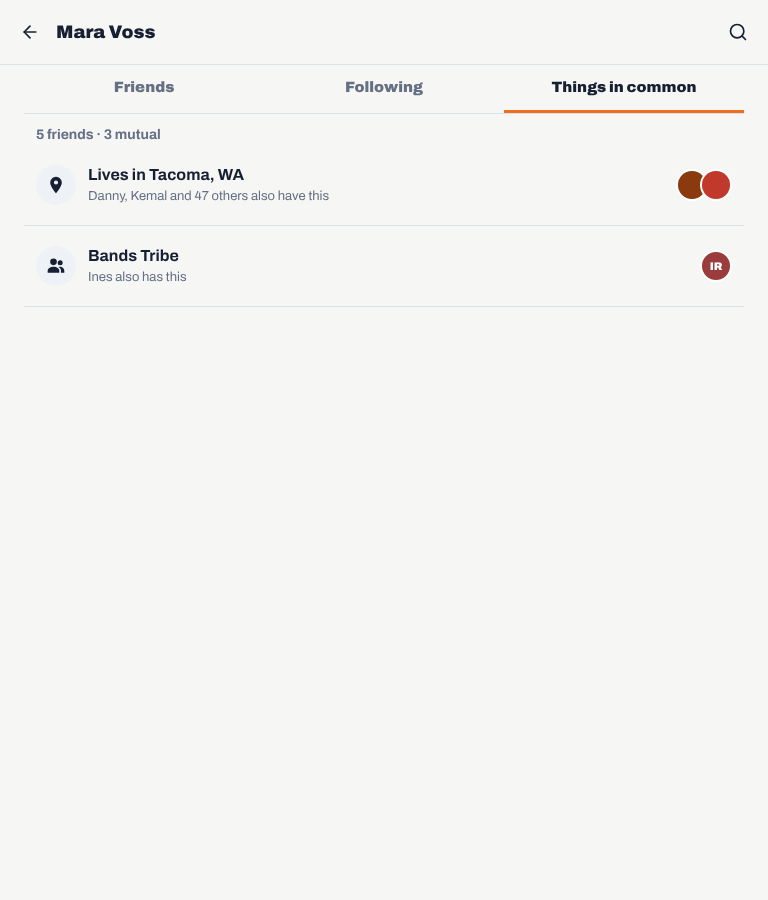 Mara Voss
Friends
Following
Things in common
5 friends · 3 mutual
Lives in Tacoma, WA
Danny, Kemal and 47 others also have this
Bands Tribe
Ines also has this
IR